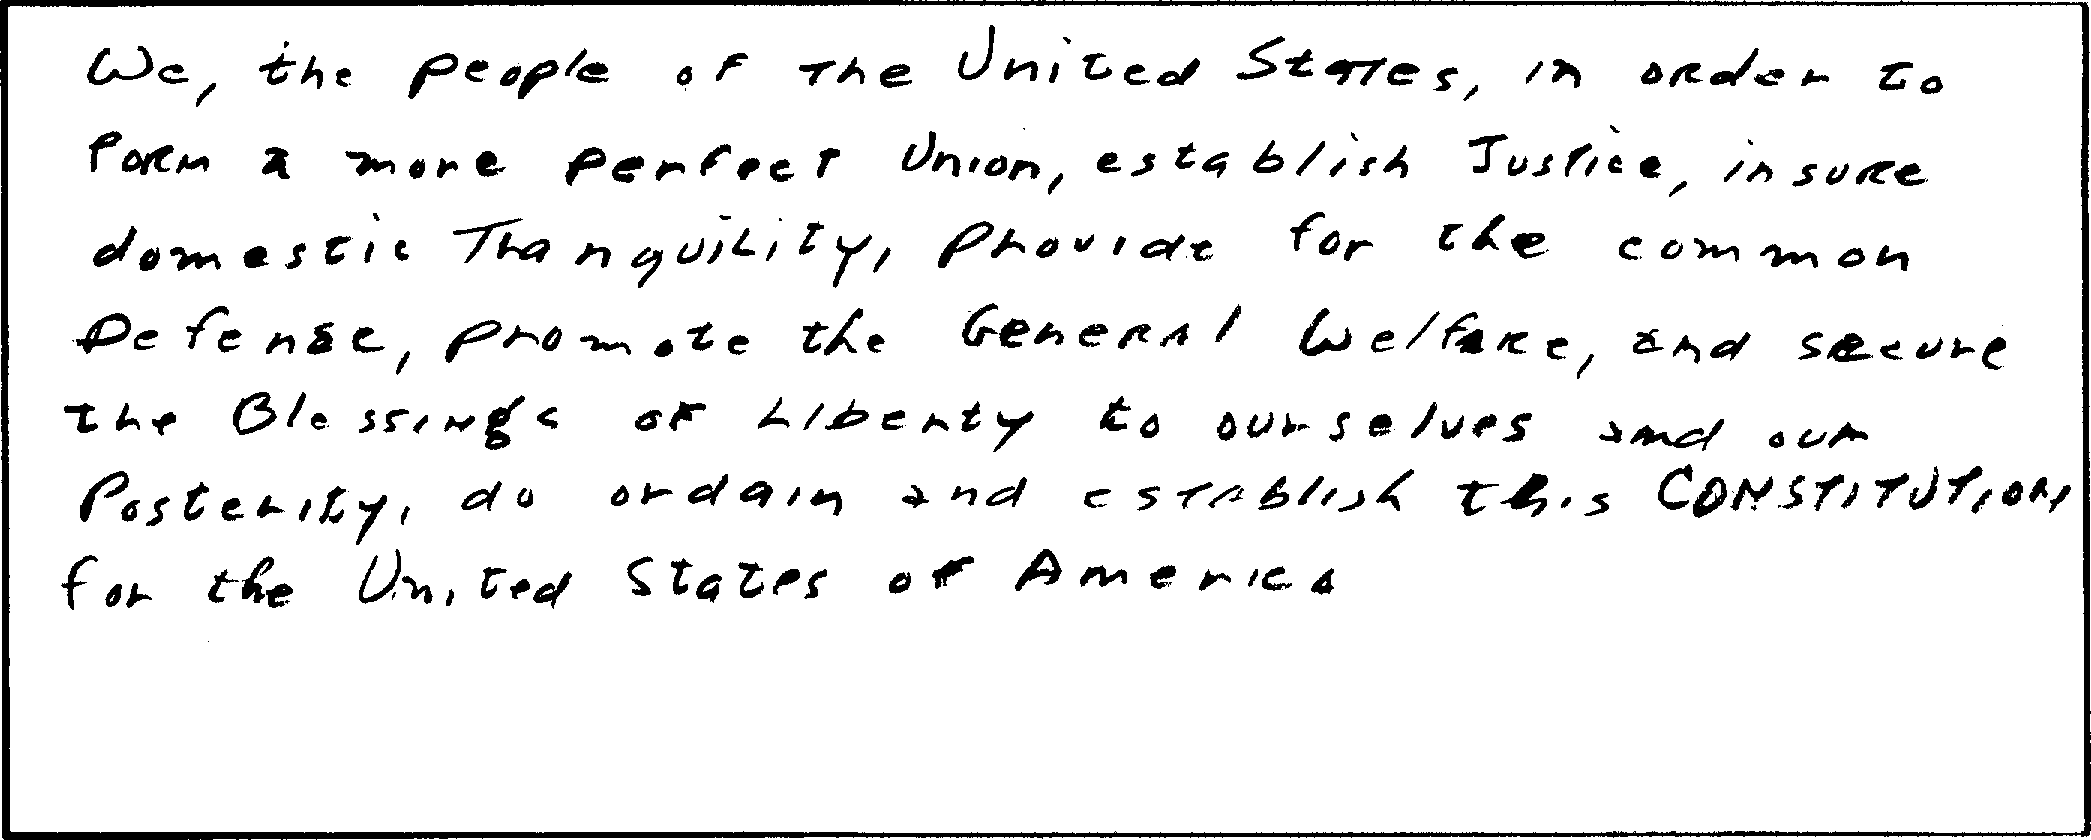 We, the people of the United States, in order to
form a more perfect Union, establish Justice, insure
domestic Tranquility, provide for the common
Defense, promote the General Welfare, and secure
the Blessings of Liberty to ourselves and our
Posterity, do ordain and establish this CONSTITUTION
for the United States of America